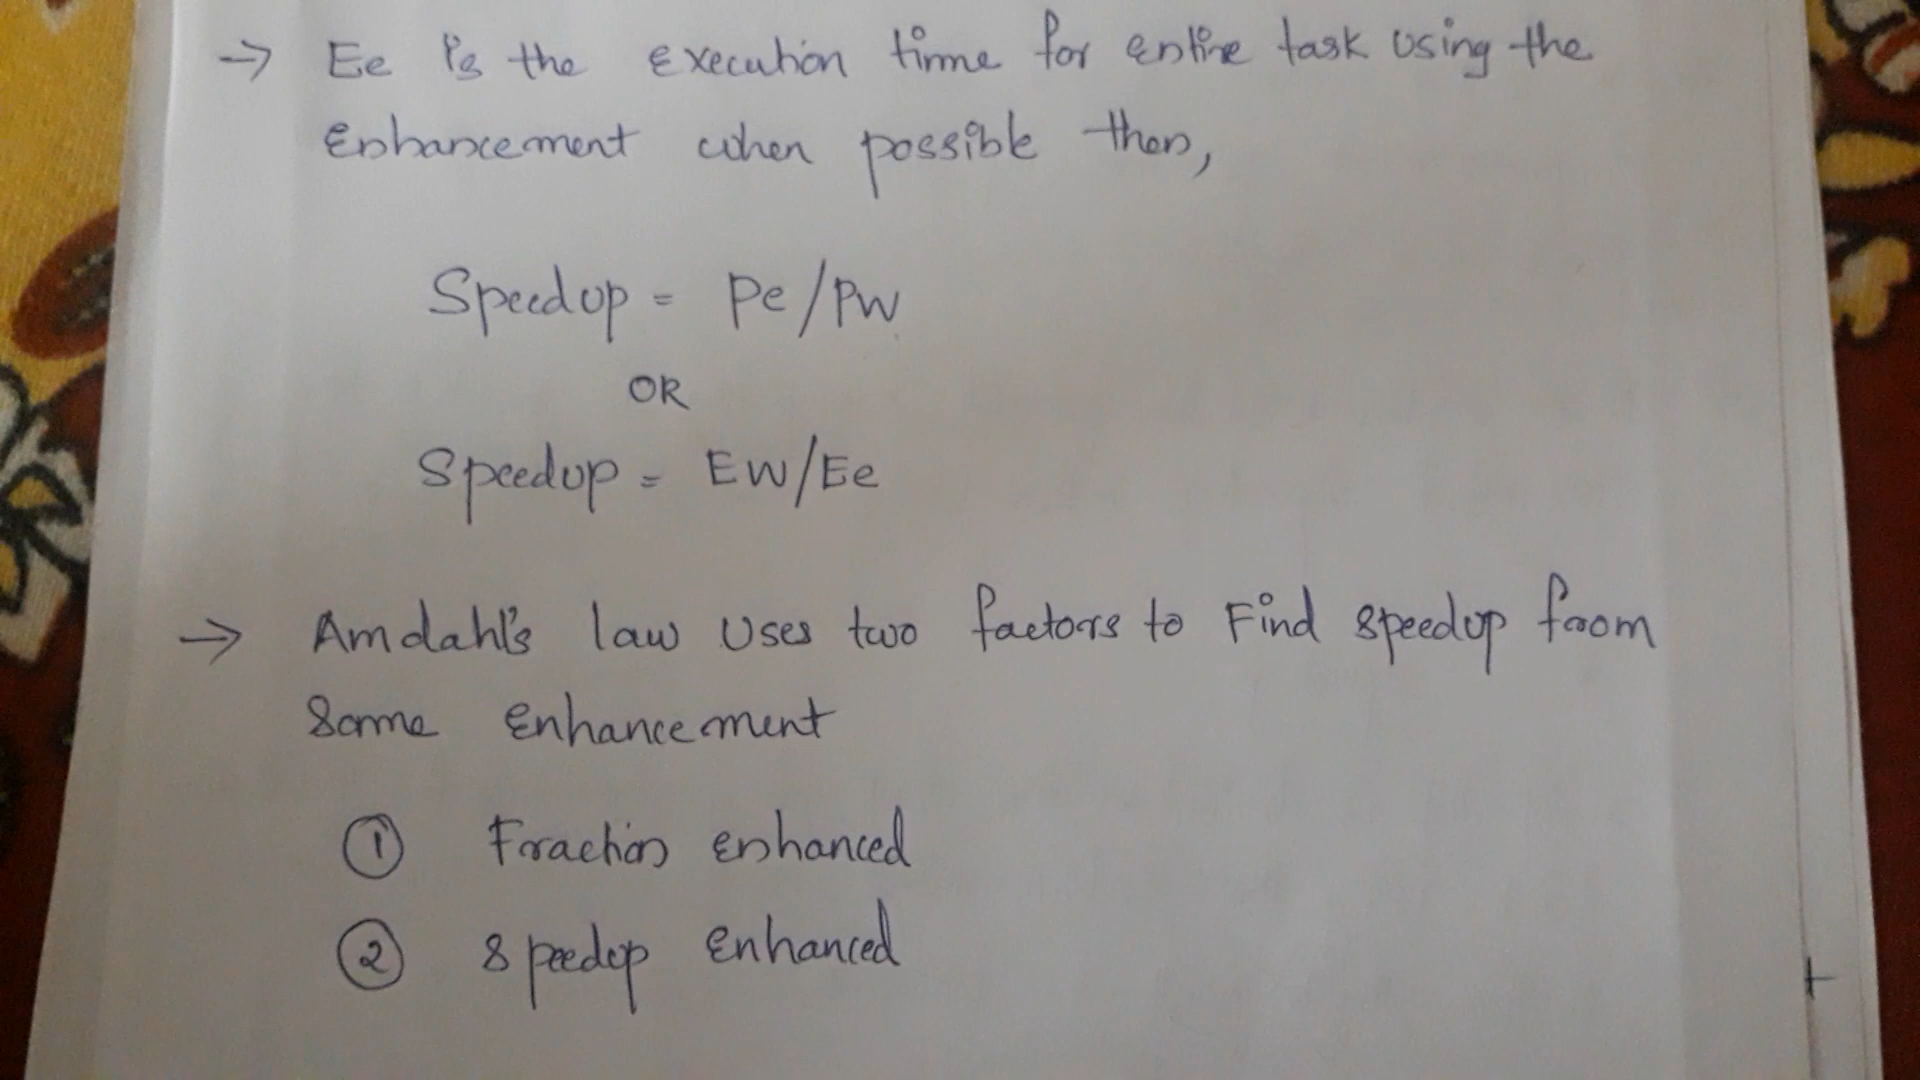 → Ee is the Execution time for entire task using the
Enhancement when possible then,
Speedup = Pe/Pw
OR
Speedup = EW/Ee
→ Amdahl's law Uses two factors to Find speedup from
Some Enhancement
① Fraction enhanced
② Speedup Enhanced